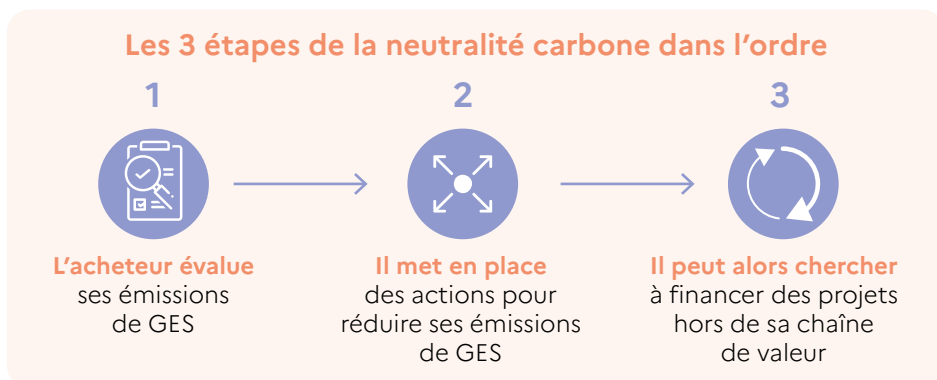 Les 3 étapes de la neutralité carbone dans l’ordre
1
L’acheteur évalue
ses émissions
de GES
2
Il met en place
des actions pour
réduire ses émissions
de GES
3
Il peut alors chercher
à financer des projets
hors de sa chaîne
de valeur